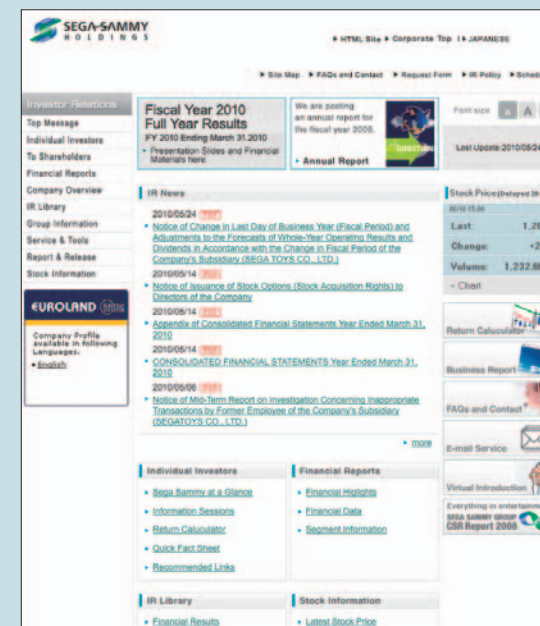 SEGA SAMMY
HOLDINGS
HTML Site Corporate Top JAPANESE
Site Map FAQs and Contact Request Form IR Policy
Investor Relations
Top Message
Individual Investors
To Shareholders
Financial Reports
Company Overview
IR Library
Group Information
Service & Tools
Report & Release
Stock Information
EUROLAND
Company Profile
available in following
Languages.
English
Fiscal Year 2010
Full Year Results
FY 2010 Ending March 31.2010
Presentation Slides and Financial
Materials here
We are posting
an annual report for
the fiscal year 2009.
Annual Report
Font size A A
Last Update 2010/05/24
IR News
2010/05/24 PDF
Notice of Change in Last Day of
Business Year (Fiscal Period) and
Adjustments to the Forecasts of Whole-Year Operating Results and
Dividends in Accordance with the Change in Fiscal Period of the
Company's Subsidiary (SEGA TOYS CO., LTD.)
2010/05/14 PDF
Notice of Issuance of Stock Options (Stock Acquisition Rights) to
Directors of the Company
2010/05/14 PDF
Appendix of Consolidated Financial Statements Year Ended March 31,
2010
2010/05/14 PDF
CONSOLIDATED FINANCIAL STATEMENTS Year Ended March 31,
2010
2010/05/06 PDF
Notice of Mid-Term Report on Investigation Concerning Inappropriate
Transactions by Former Employee of the Company's Subsidiary
(SEGATOYS CO., LTD.)
more
Stock Price
Last:
Change:
Volume:
Chart
Return Caluculator
Business Report
FAQs and Contact
E-mail Service
Virtual Introduction
Everything in
SEGA SAMMY GROUP
CSR Report 2008
Individual Investors
Sega Sammy at a Glance
Information Sessions
Return Caluculator
Quick Fact Sheet
Recommended Links
Financial Reports
Financial Higlights
Financial Data
Segment Information
IR Library
Financial Results
Stock Information
Latest Stock Price